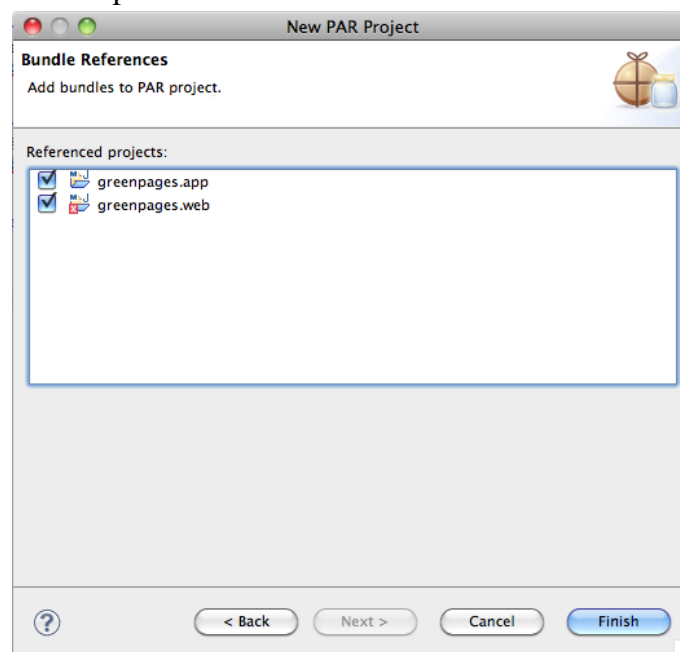 New PAR Project
Bundle References
Add bundles to PAR project.
Referenced projects:
greenpages.app
greenpages.web
?
< Back
Next >
Cancel
Finish